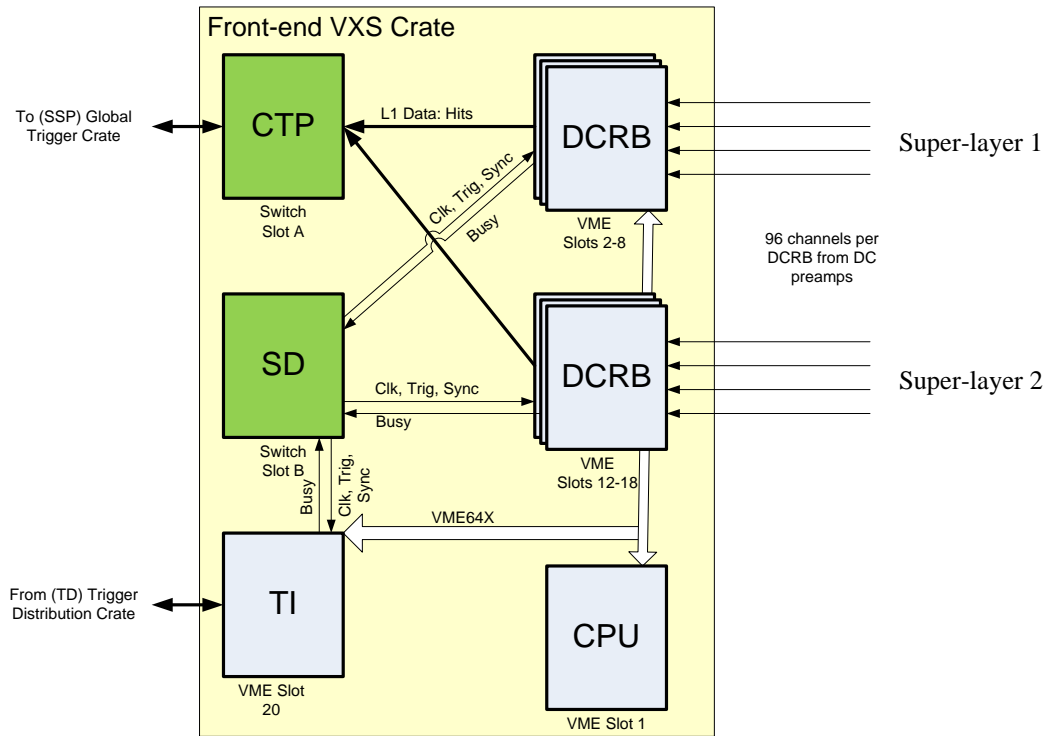 Front-end VXS Crate
To (SSP) Global
Trigger Crate
CTP
Switch
Slot A
L1 Data: Hits
DCRB
VME
Slots 2-8
Super-layer 1
Clk, Trig, Sync
Busy
96 channels per
DCRB from DC
preamps
SD
Switch
Slot B
Clk, Trig, Sync
Busy
DCRB
VME
Slots 12-18
Super-layer 2
Busy
Clk, Trig,
Sync
VME64X
From (TD) Trigger
Distribution Crate
TI
VME Slot
20
CPU
VME Slot 1